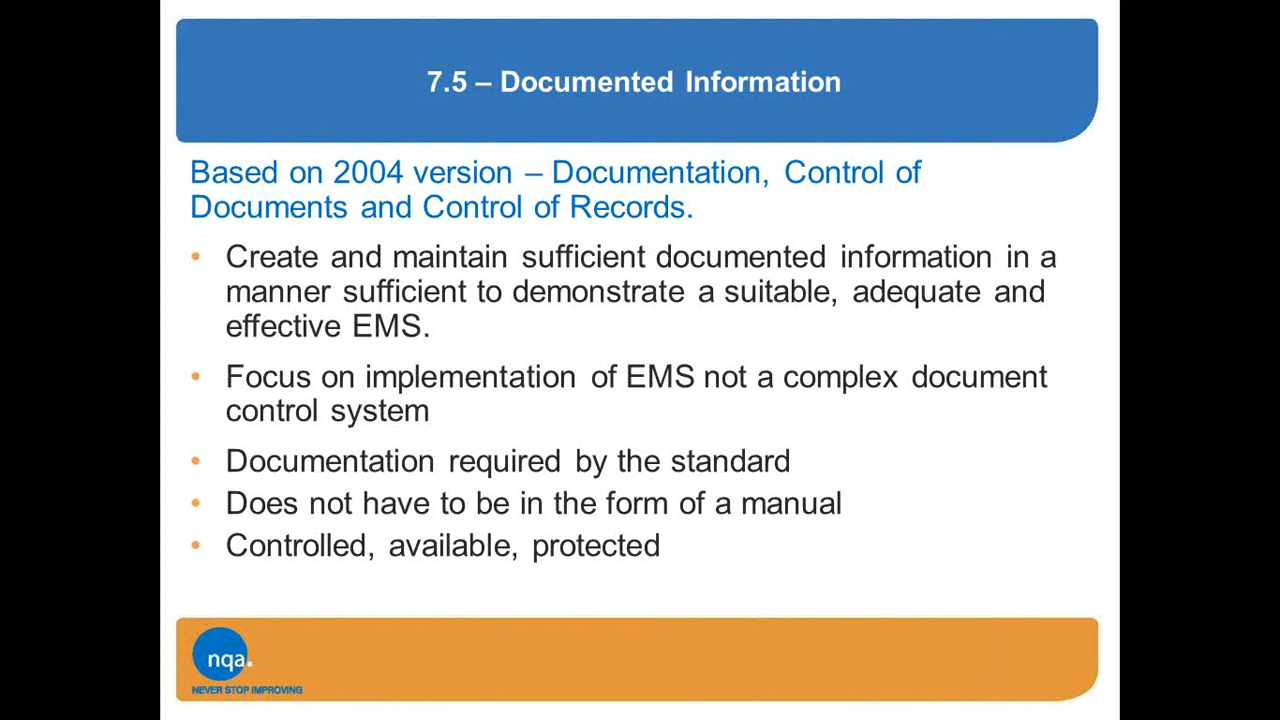 7.5 – Documented Information
Based on 2004 version – Documentation, Control of
Documents and Control of Records.
• Create and maintain sufficient documented information in a
manner sufficient to demonstrate a suitable, adequate and
effective EMS.
• Focus on implementation of EMS not a complex document
control system
• Documentation required by the standard
• Does not have to be in the form of a manual
• Controlled, available, protected
nqa.
NEVER STOP IMPROVING